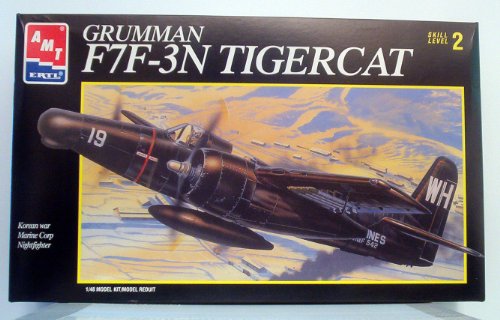 AMT
ERTL
GRUMMAN
F7F-3N TIGERCAT
SKILL
LEVEL 2
19
WH
Korean war
Marine Corp
Nightfighter
1/48 MODEL KIT/MODEL REDUIT